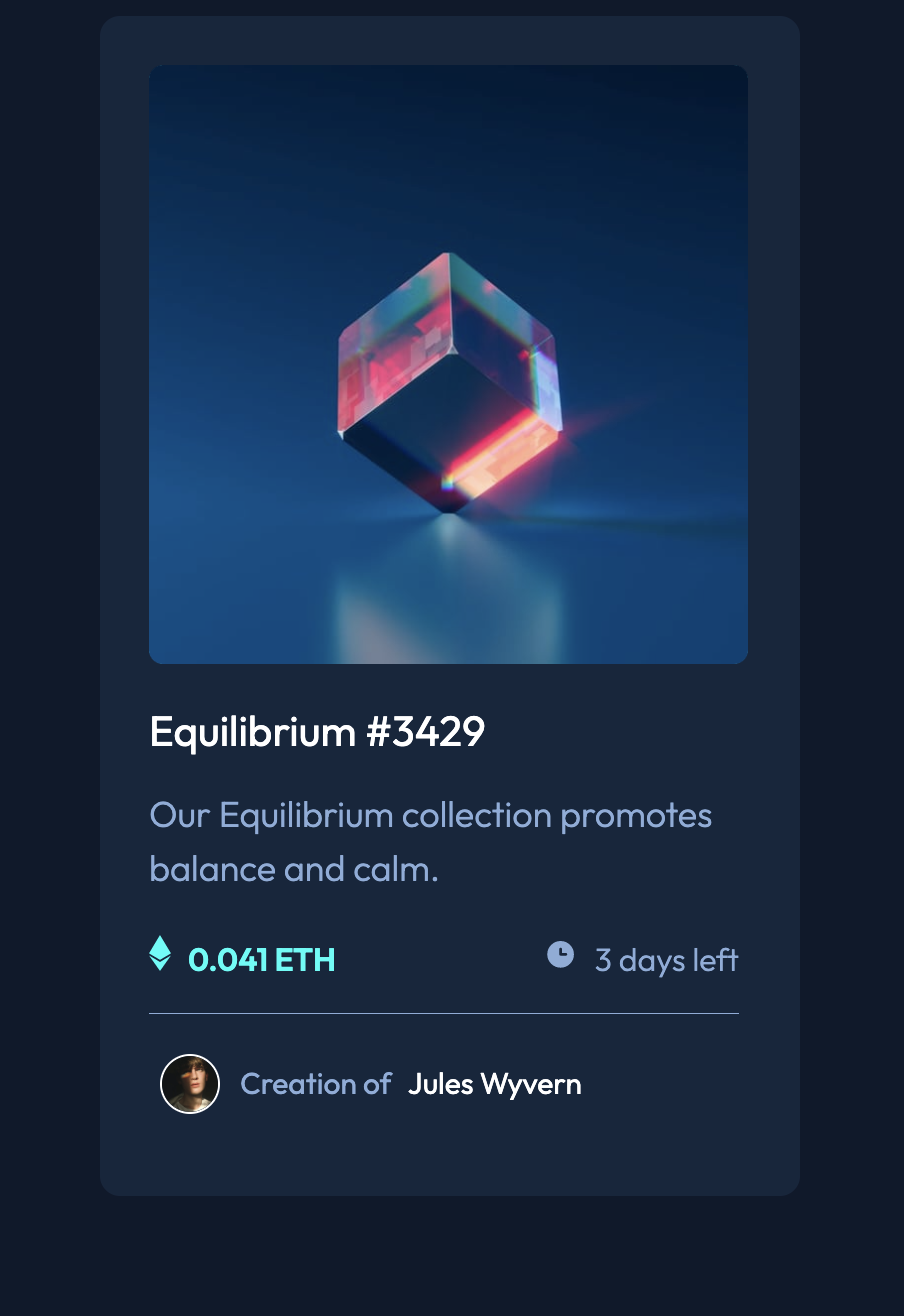 Equilibrium #3429
Our Equilibrium collection promotes
balance and calm.
0.041 ETH
3 days left
Creation of Jules Wyvern